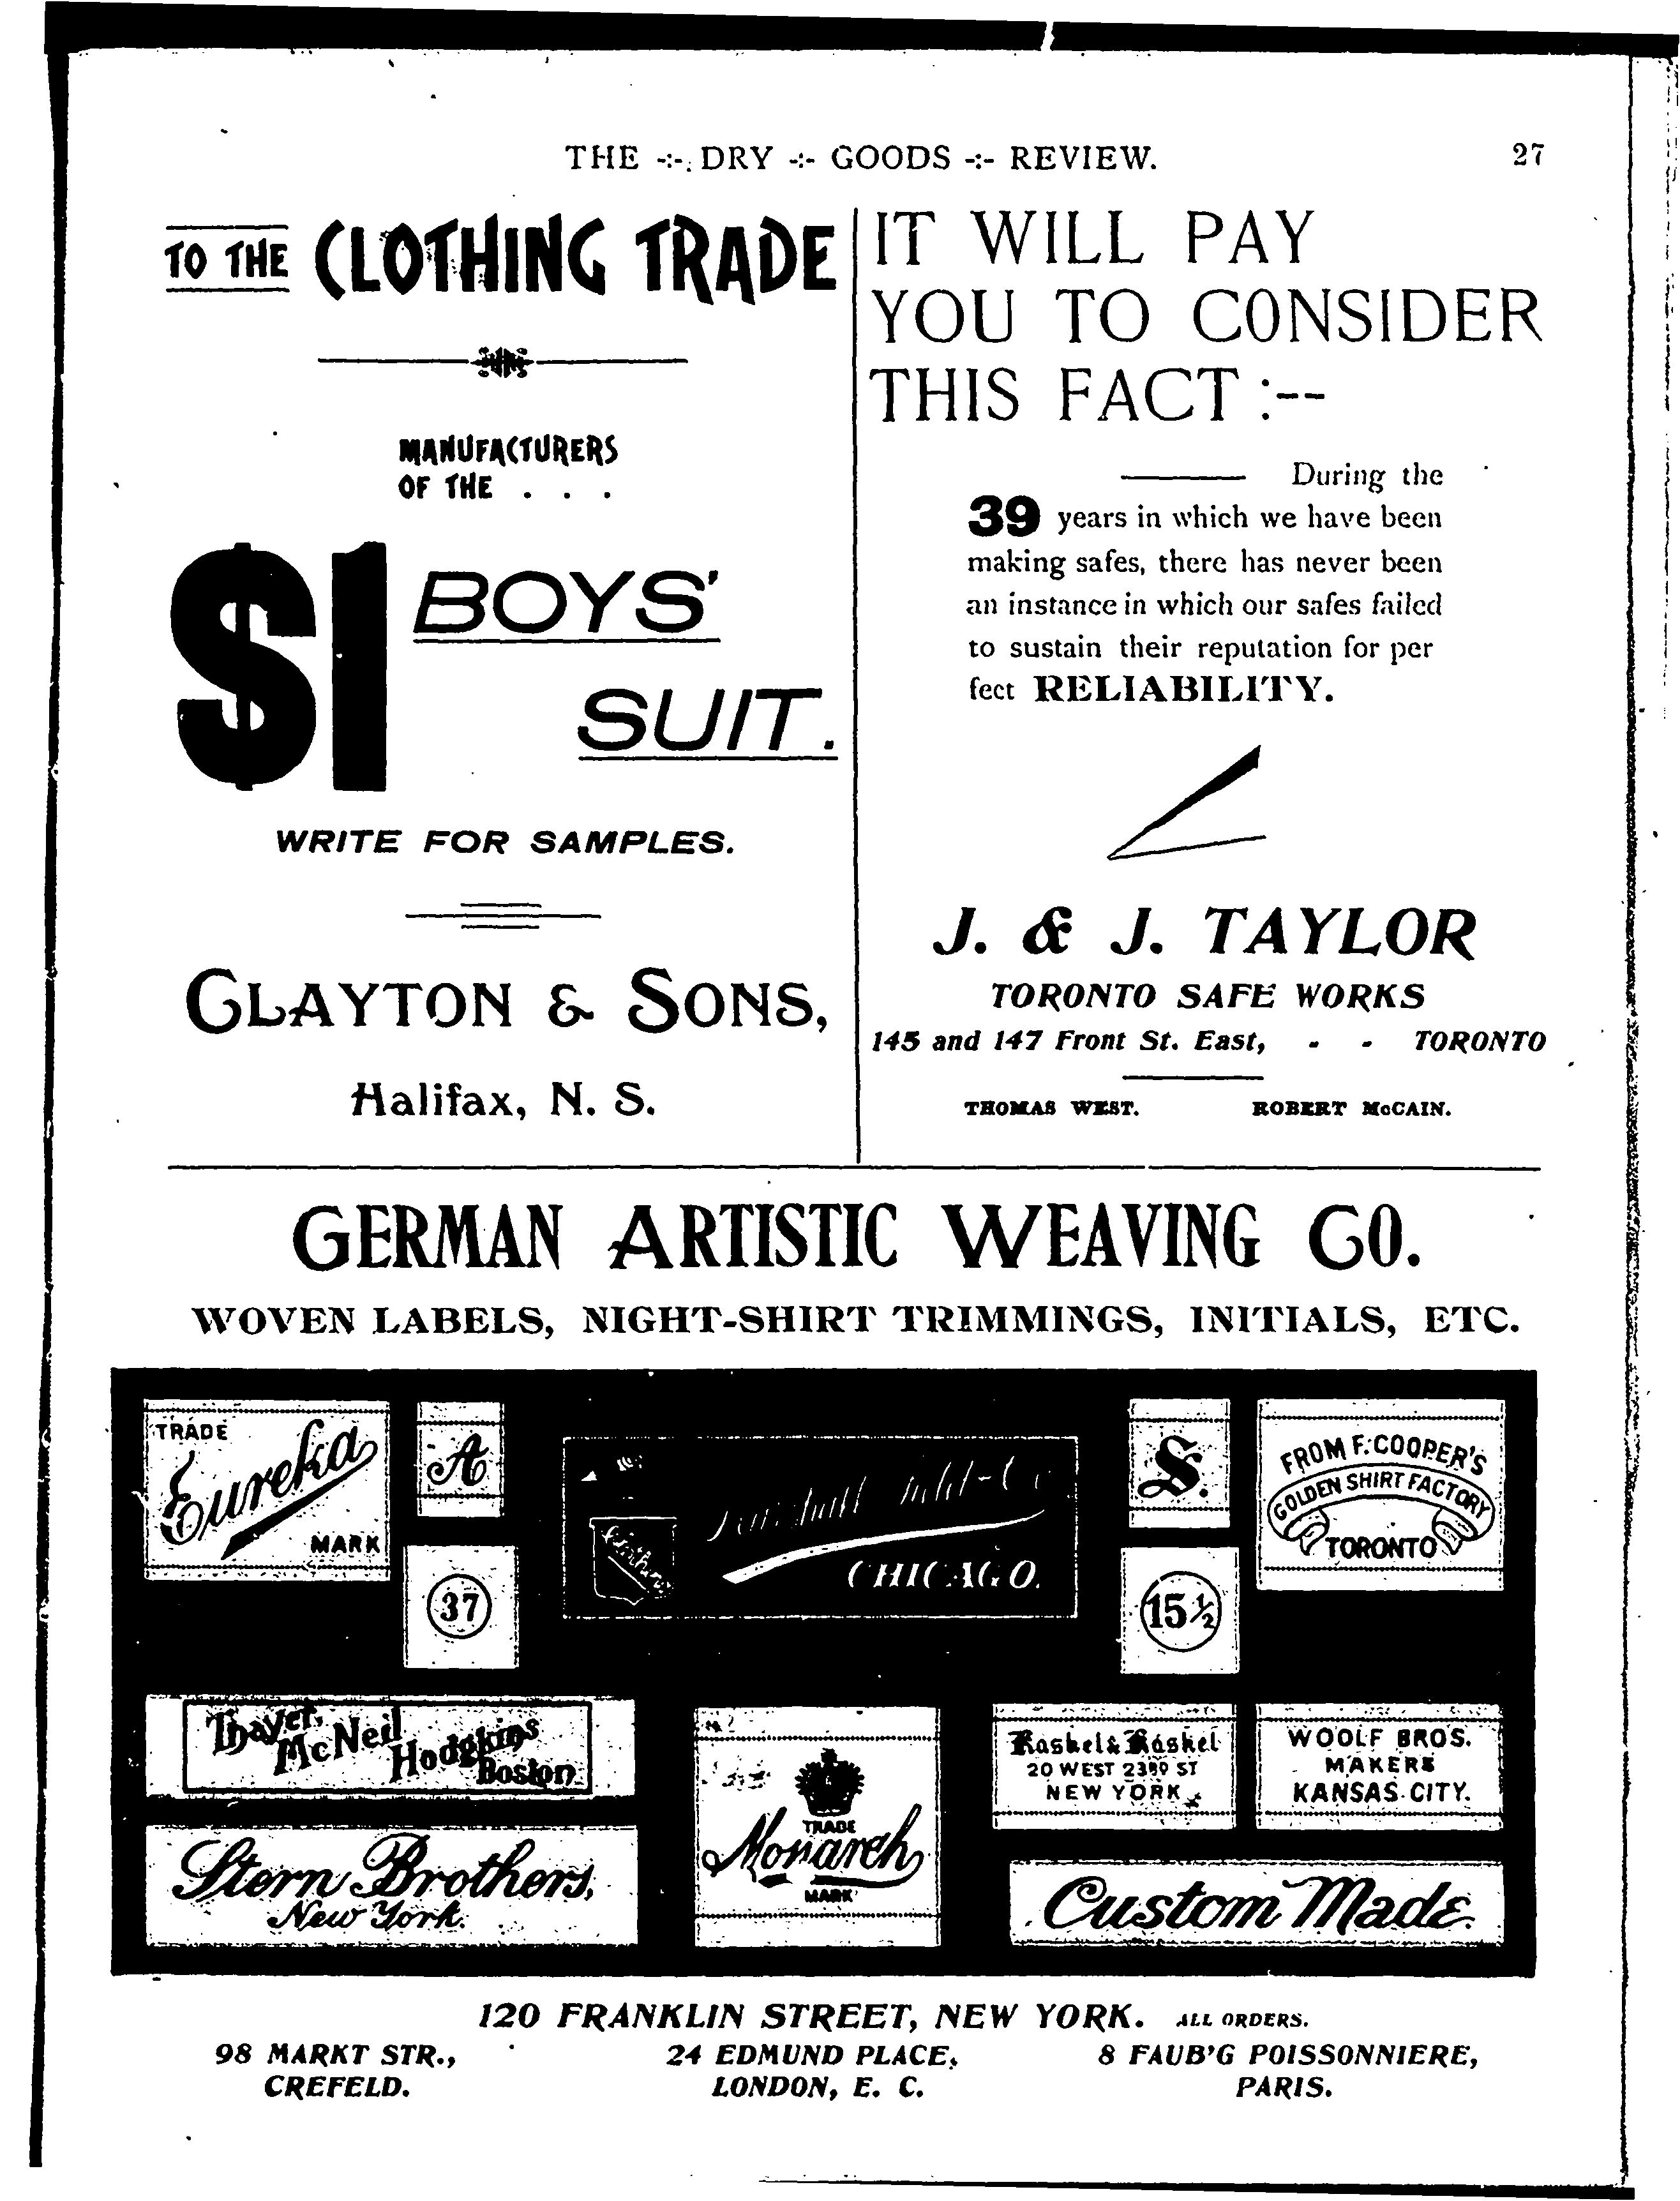 THE -:- DRY -:- GOODS -:- REVIEW.
27
TO THE CLOTHING TRADE
MANUFACTURERS
OF THE . . .
$1 BOYS'
SUIT.
WRITE FOR SAMPLES.
CLAYTON & SONS,
Halifax, N. S.
IT WILL PAY
YOU TO CONSIDER
THIS FACT :--
During the
39 years in which we have been
making safes, there has never been
an instance in which our safes failed
to sustain their reputation for per
fect RELIABILITY.
J. & J. TAYLOR
TORONTO SAFE WORKS
145 and 147 Front St. East, - - TORONTO
THOMAS WEST. ROBERT McCAIN.
GERMAN ARTISTIC WEAVING CO.
WOVEN LABELS, NIGHT-SHIRT TRIMMINGS, INITIALS, ETC.
TRADE
Eureka
MARK
A
37
CHICAGO.
S.
15½
FROM F. COOPER'S
GOLDEN SHIRT FACTORY
TORONTO
Thayer,
McNeil
Hodgkins
Boston
Stern Brothers,
New York.
TRADE
Monarch
MARK
Kaskel & Kaskel
20 WEST 23RD ST
NEW YORK
WOOLF BROS.
MAKERS
KANSAS CITY.
Custom Made.
120 FRANKLIN STREET, NEW YORK. ALL ORDERS.
98 MARKT STR.,
CREFELD.
24 EDMUND PLACE,
LONDON, E. C.
8 FAUB'G POISSONNIERE,
PARIS.